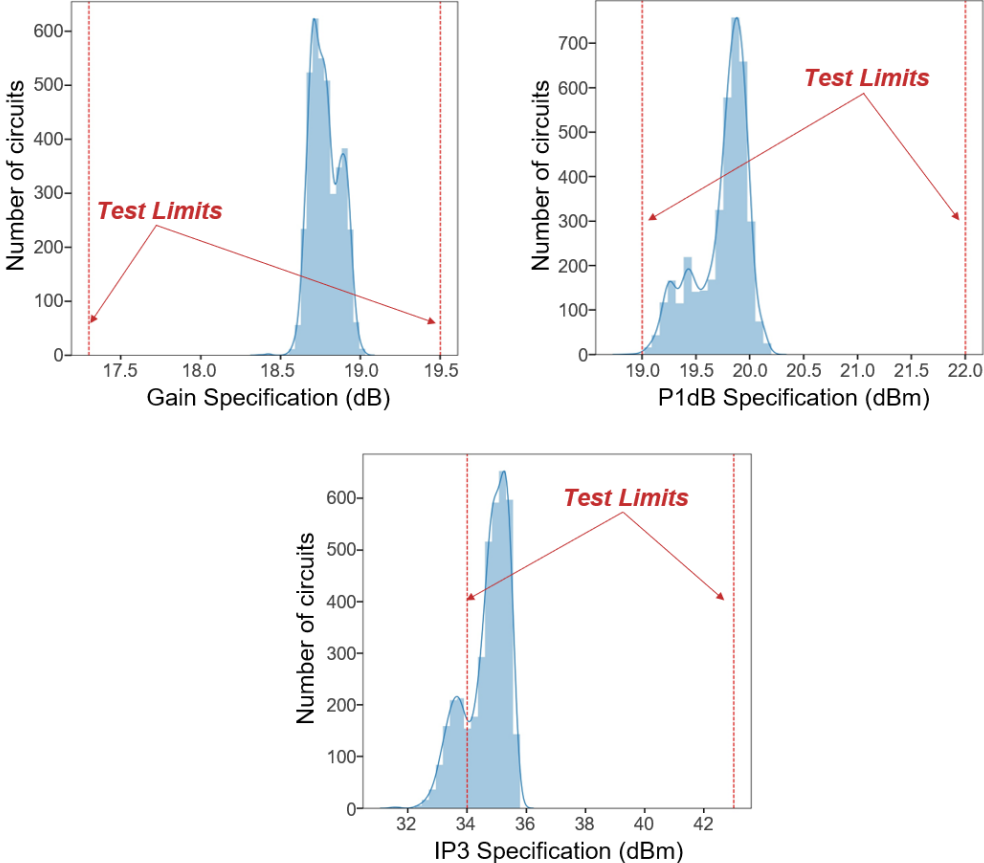 600
500
400
300
200
100
0
Number of circuits
Test Limits
17.5 18.0 18.5 19.0 19.5
Gain Specification (dB)
700
600
500
400
300
200
100
0
Number of circuits
Test Limits
19.0 19.5 20.0 20.5 21.0 21.5 22.0
P1dB Specification (dBm)
600
500
400
300
200
100
0
Number of circuits
Test Limits
32 34 36 38 40 42
IP3 Specification (dBm)